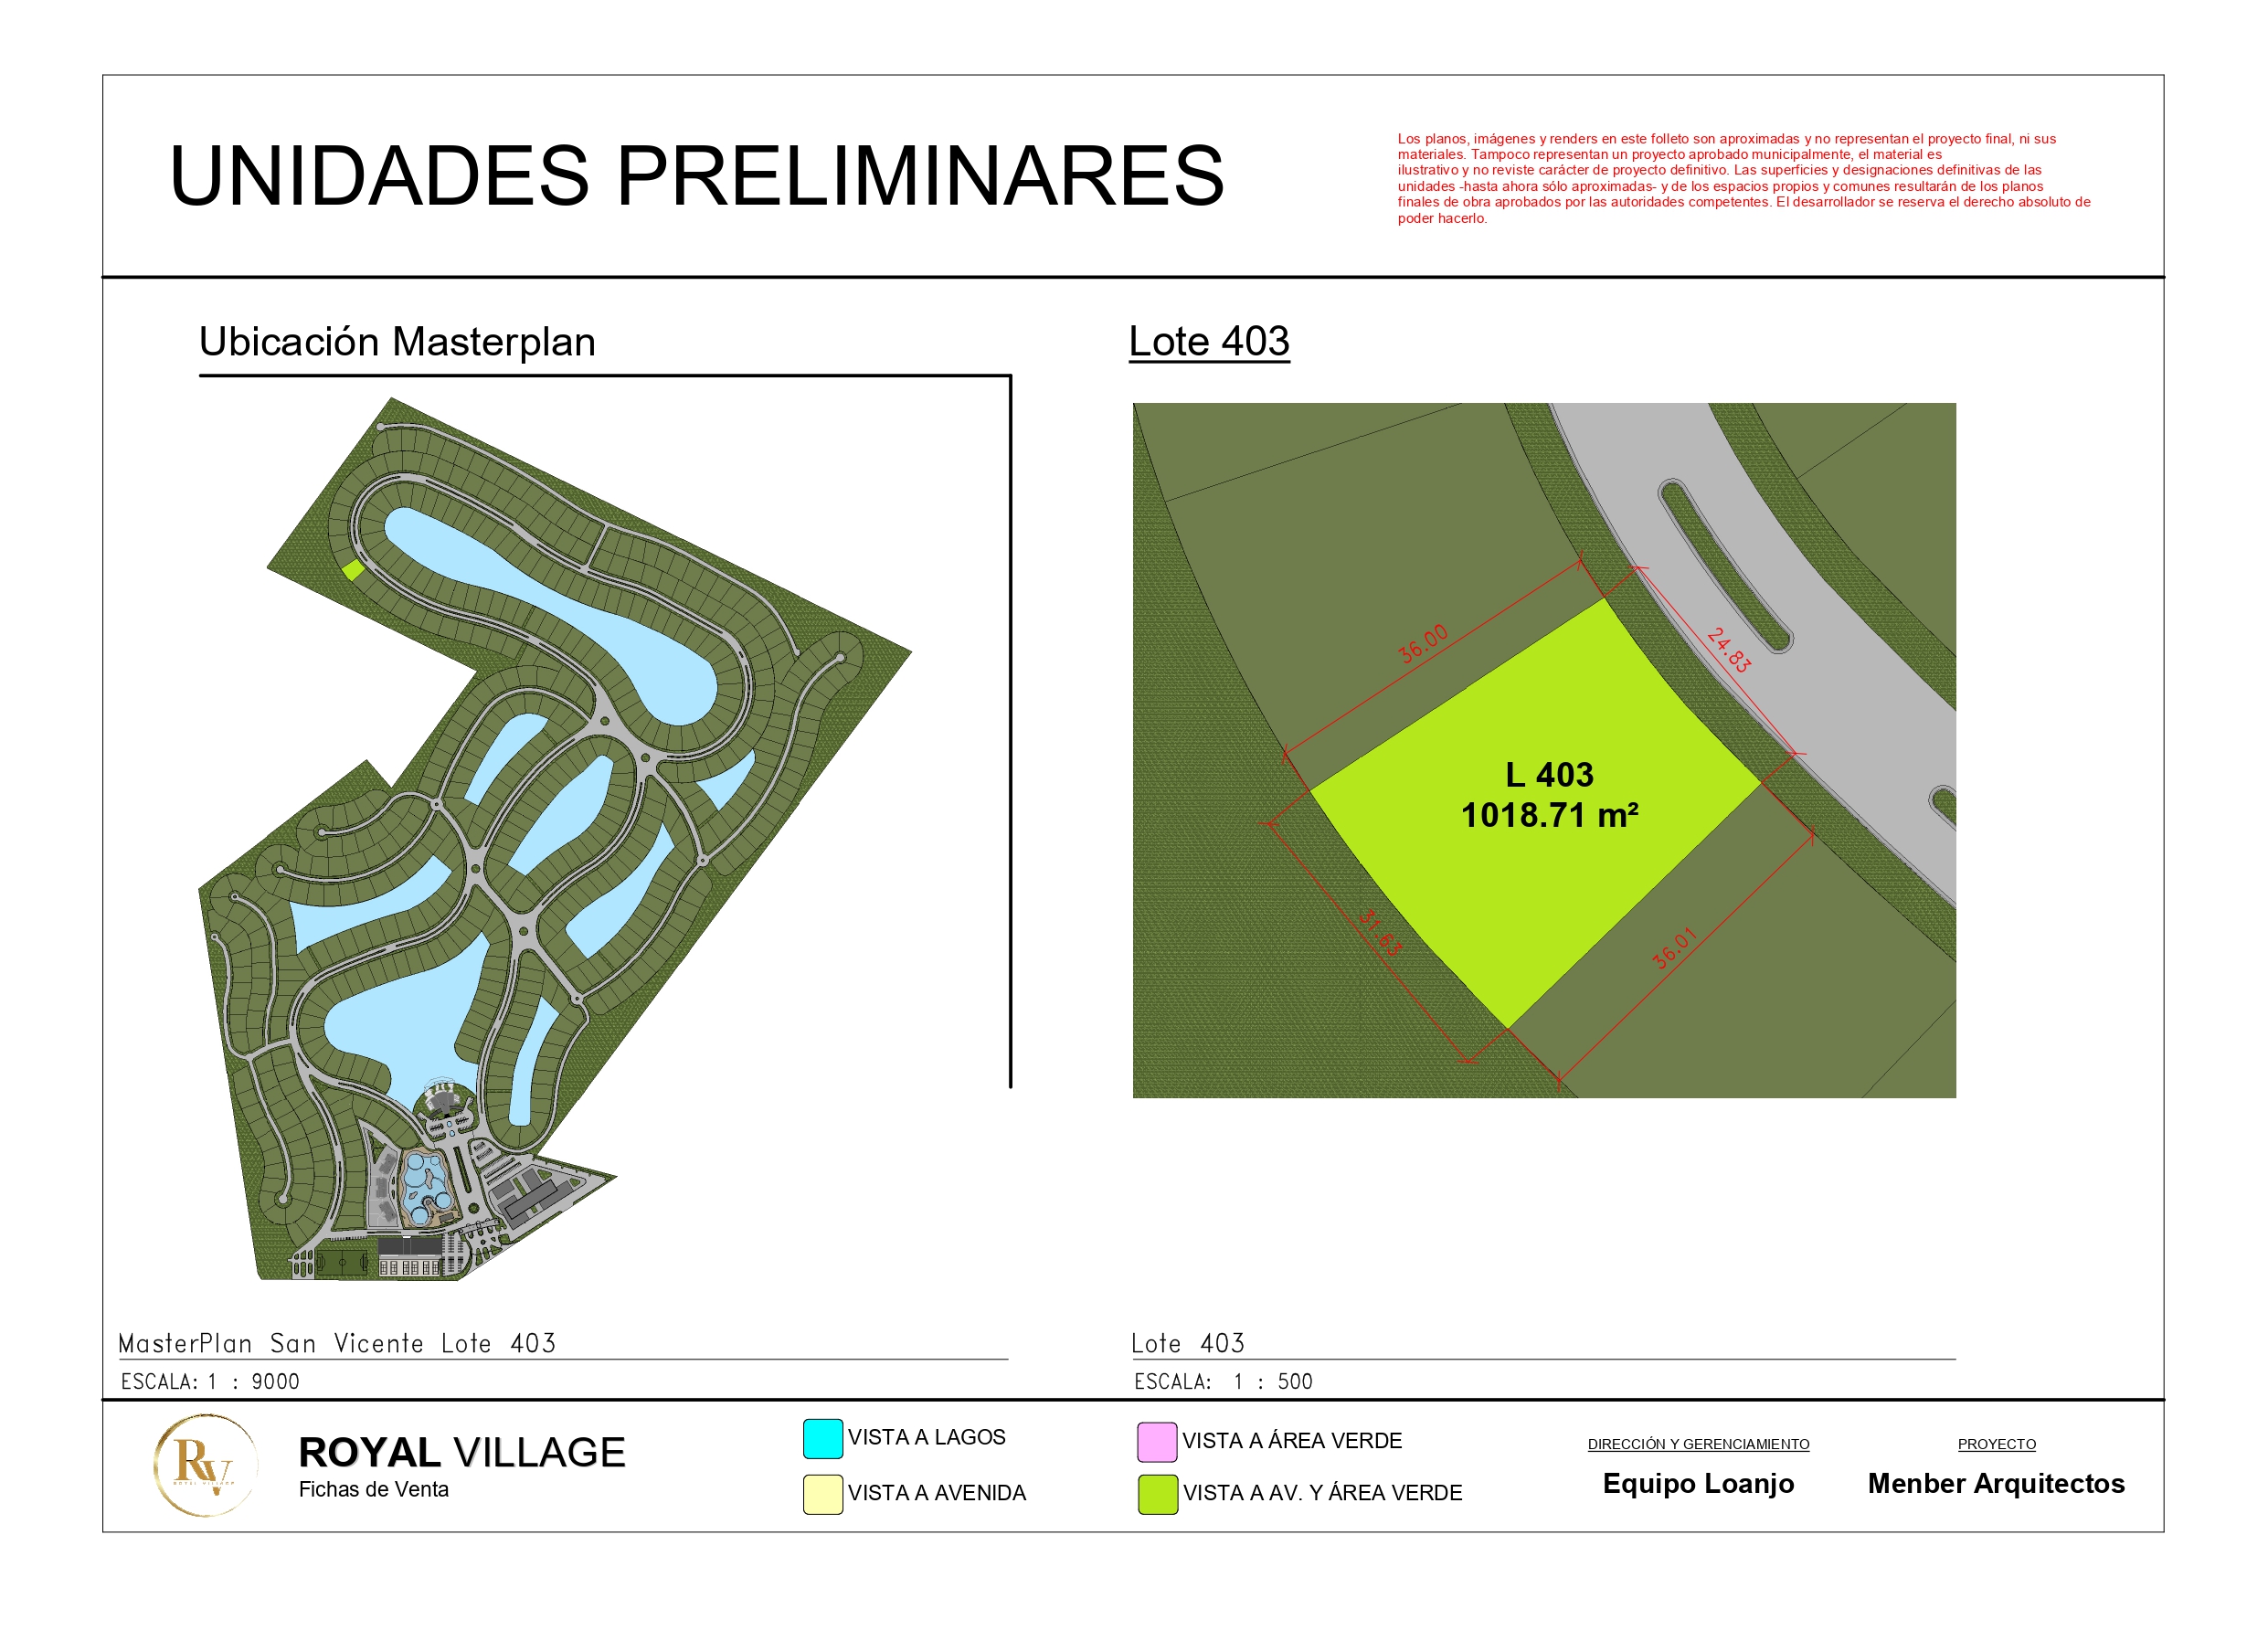 UNIDADES PRELIMINARES
Los planos, imágenes y renders en este folleto son aproximadas y no representan el proyecto final, ni sus
materiales. Tampoco representan un proyecto aprobado municipalmente, el material es
ilustrativo y no reviste carácter de proyecto definitivo. Las superficies y designaciones definitivas de las
unidades -hasta ahora sólo aproximadas- y de los espacios propios y comunes resultarán de los planos
finales de obra aprobados por las autoridades competentes. El desarrollador se reserva el derecho absoluto de
poder hacerlo.
Ubicación Masterplan
Lote 403
36.00
24.83
L 403
1018.71 m²
31.63
36.01
MasterPlan San Vicente Lote 403
ESCALA: 1 : 9000
Lote 403
ESCALA: 1 : 500
RV
ROYAL VILLAGE
ROYAL VILLAGE
Fichas de Venta
VISTA A LAGOS
VISTA A AVENIDA
VISTA A ÁREA VERDE
VISTA A AV. Y ÁREA VERDE
DIRECCIÓN Y GERENCIAMIENTO
Equipo Loanjo
PROYECTO
Menber Arquitectos